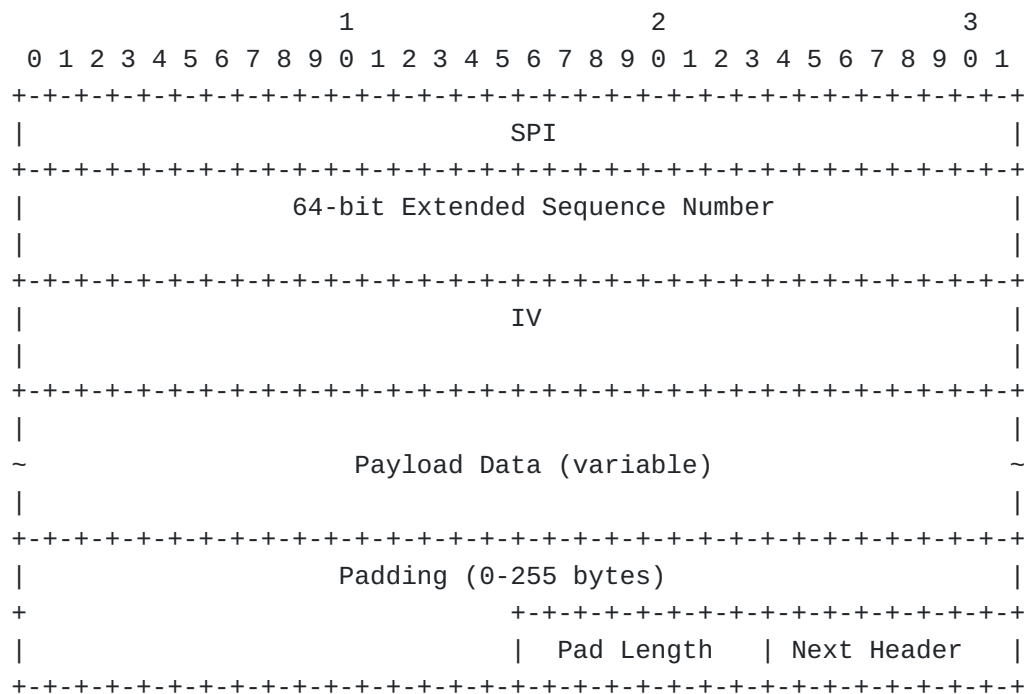 1                   2                   3
 0 1 2 3 4 5 6 7 8 9 0 1 2 3 4 5 6 7 8 9 0 1 2 3 4 5 6 7 8 9 0 1
+-+-+-+-+-+-+-+-+-+-+-+-+-+-+-+-+-+-+-+-+-+-+-+-+-+-+-+-+-+-+-+-+
|                               SPI                             |
+-+-+-+-+-+-+-+-+-+-+-+-+-+-+-+-+-+-+-+-+-+-+-+-+-+-+-+-+-+-+-+-+
|                 64-bit Extended Sequence Number               |
|                                                               |
+-+-+-+-+-+-+-+-+-+-+-+-+-+-+-+-+-+-+-+-+-+-+-+-+-+-+-+-+-+-+-+-+
|                               IV                              |
|                                                               |
+-+-+-+-+-+-+-+-+-+-+-+-+-+-+-+-+-+-+-+-+-+-+-+-+-+-+-+-+-+-+-+-+
|                                                               |
~                     Payload Data (variable)                   ~
|                                                               |
+-+-+-+-+-+-+-+-+-+-+-+-+-+-+-+-+-+-+-+-+-+-+-+-+-+-+-+-+-+-+-+-+
|                    Padding (0-255 bytes)                      |
+                               +-+-+-+-+-+-+-+-+-+-+-+-+-+-+-+-+
|                               |  Pad Length   | Next Header   |
+-+-+-+-+-+-+-+-+-+-+-+-+-+-+-+-+-+-+-+-+-+-+-+-+-+-+-+-+-+-+-+-+